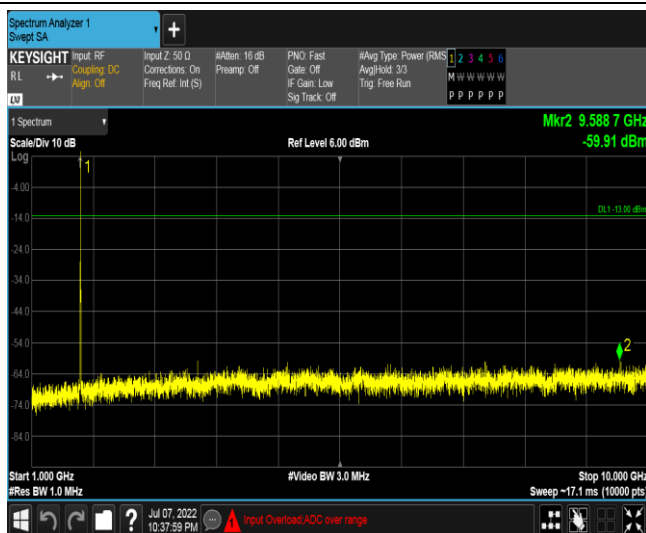 Spectrum Analyzer 1
Swept SA
+
KEYSIGHT Input: RF
RL Coupling: DC
Align: Off
LXI
Input Z: 50 Ω
Corrections: On
Freq Ref: Int (S)
#Atten: 16 dB
Preamp: Off
PNO: Fast
Gate: Off
IF Gain: Low
Sig Track: Off
#Avg Type: Power (RMS
Avg|Hold: 3/3
Trig: Free Run
1 2 3 4 5 6
M W W W W W
P P P P P P
1 Spectrum
Mkr2 9.588 7 GHz
Scale/Div 10 dB Ref Level 6.00 dBm -59.91 dBm
Log
1
-4.00
DL1 -13.00 dBm
-14.0
-24.0
-34.0
-44.0
-54.0
2
-64.0
-74.0
-84.0
Start 1.000 GHz #Video BW 3.0 MHz Stop 10.000 GHz
#Res BW 1.0 MHz Sweep ~17.1 ms (10000 pts)
? Jul 07, 2022
10:37:59 PM
1 Input Overload;ADC over range